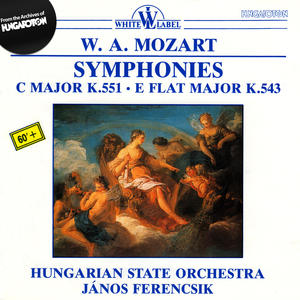 From the Archives of
HUNGAROTON
WHITE LABEL
HUNGAROTON
W. A. MOZART
SYMPHONIES
C MAJOR K.551 · E FLAT MAJOR K.543
60'+
HUNGARIAN STATE ORCHESTRA
JÁNOS FERENCSIK